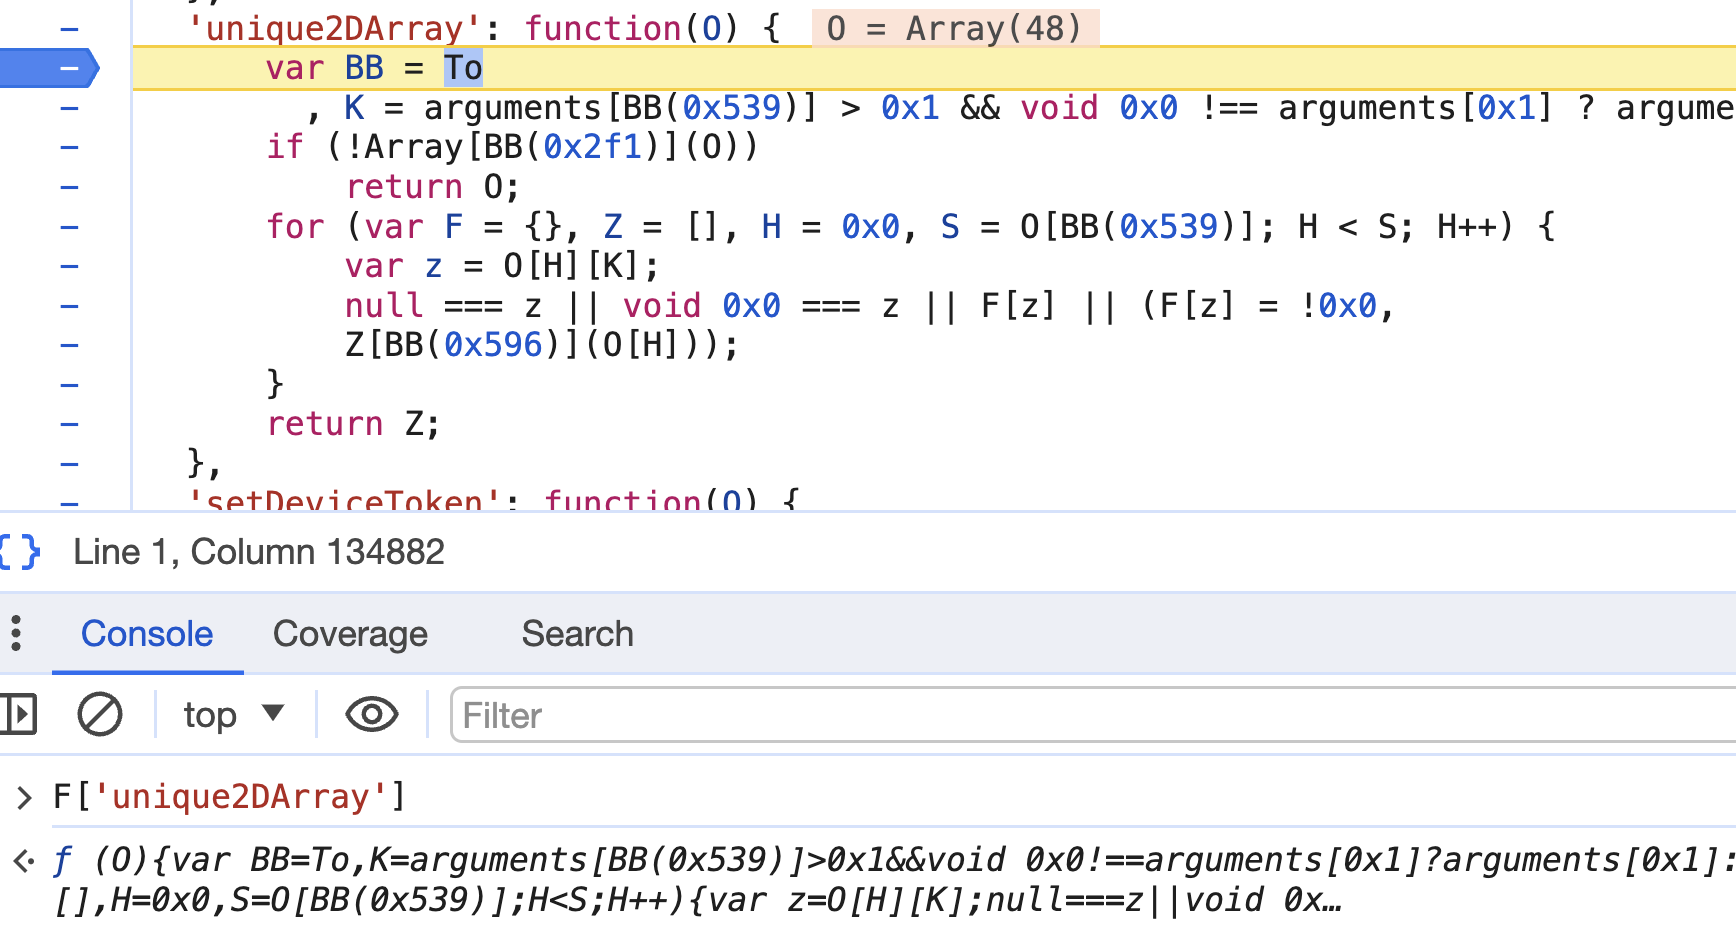 'unique2DArray': function(O) { O = Array(48)
var BB = To
, K = arguments[BB(0x539)] > 0x1 && void 0x0 !== arguments[0x1] ? argume
if (!Array[BB(0x2f1)](O))
return O;
for (var F = {}, Z = [], H = 0x0, S = O[BB(0x539)]; H < S; H++) {
var z = O[H][K];
null === z || void 0x0 === z || F[z] || (F[z] = !0x0,
Z[BB(0x596)](O[H]));
}
return Z;
},
'setDeviceToken': function(O) {
{} Line 1, Column 134882
Console Coverage Search
top Filter
> F['unique2DArray']
ƒ (O){var BB=To,K=arguments[BB(0x539)]>0x1&&void 0x0!==arguments[0x1]?arguments[0x1]:
[],H=0x0,S=O[BB(0x539)];H<S;H++){var z=O[H][K];null===z||void 0x…